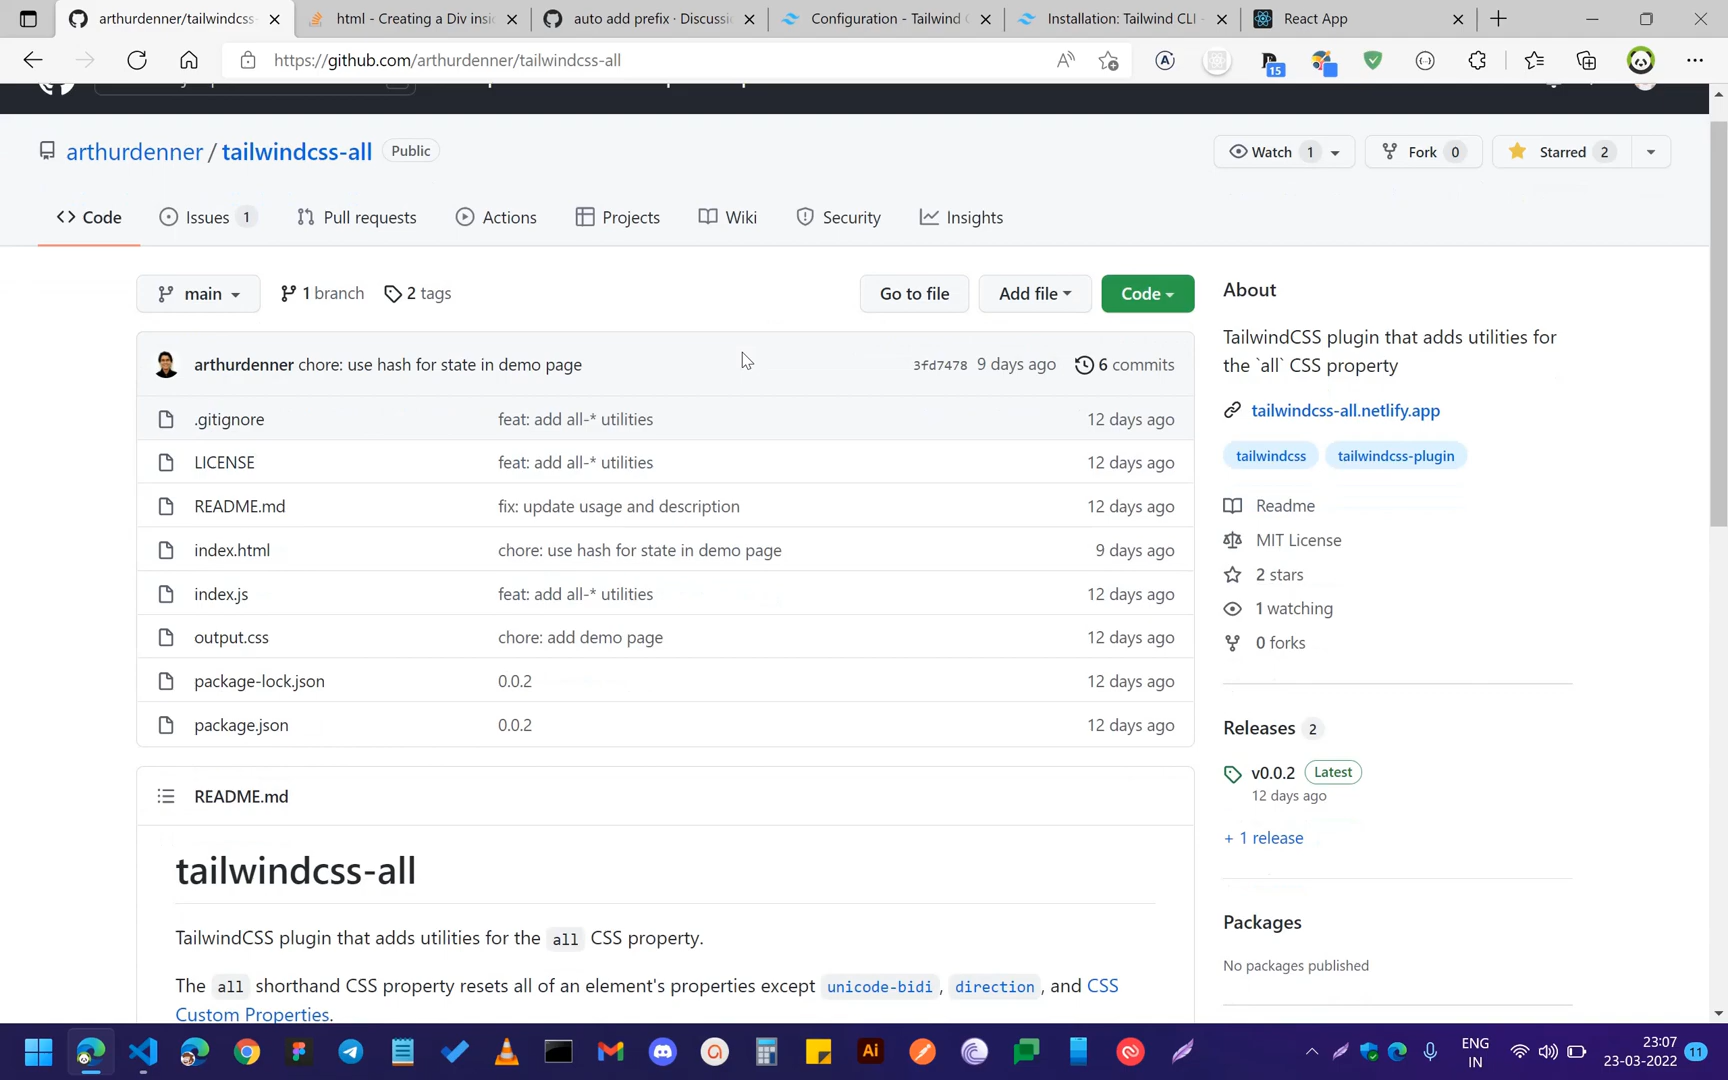 arthurdenner/tailwindcss-
html - Creating a Div insi
auto add prefix · Discussi
Configuration - Tailwind C
Installation: Tailwind CLI -
React App
https://github.com/arthurdenner/tailwindcss-all
15
arthurdenner / tailwindcss-all Public
Watch 1
Fork 0
Starred 2
Code
Issues 1
Pull requests
Actions
Projects
Wiki
Security
Insights
main
1 branch
2 tags
Go to file
Add file
Code
arthurdenner chore: use hash for state in demo page 3fd7478 9 days ago 6 commits
.gitignore feat: add all-* utilities 12 days ago
LICENSE feat: add all-* utilities 12 days ago
README.md fix: update usage and description 12 days ago
index.html chore: use hash for state in demo page 9 days ago
index.js feat: add all-* utilities 12 days ago
output.css chore: add demo page 12 days ago
package-lock.json 0.0.2 12 days ago
package.json 0.0.2 12 days ago
README.md
tailwindcss-all
TailwindCSS plugin that adds utilities for the all CSS property.
The all shorthand CSS property resets all of an element's properties except unicode-bidi, direction, and CSS
Custom Properties.
About
TailwindCSS plugin that adds utilities for
the `all` CSS property
tailwindcss-all.netlify.app
tailwindcss tailwindcss-plugin
Readme
MIT License
2 stars
1 watching
0 forks
Releases 2
v0.0.2 Latest
12 days ago
+ 1 release
Packages
No packages published
Ai
ENG
IN
23:07
23-03-2022
11